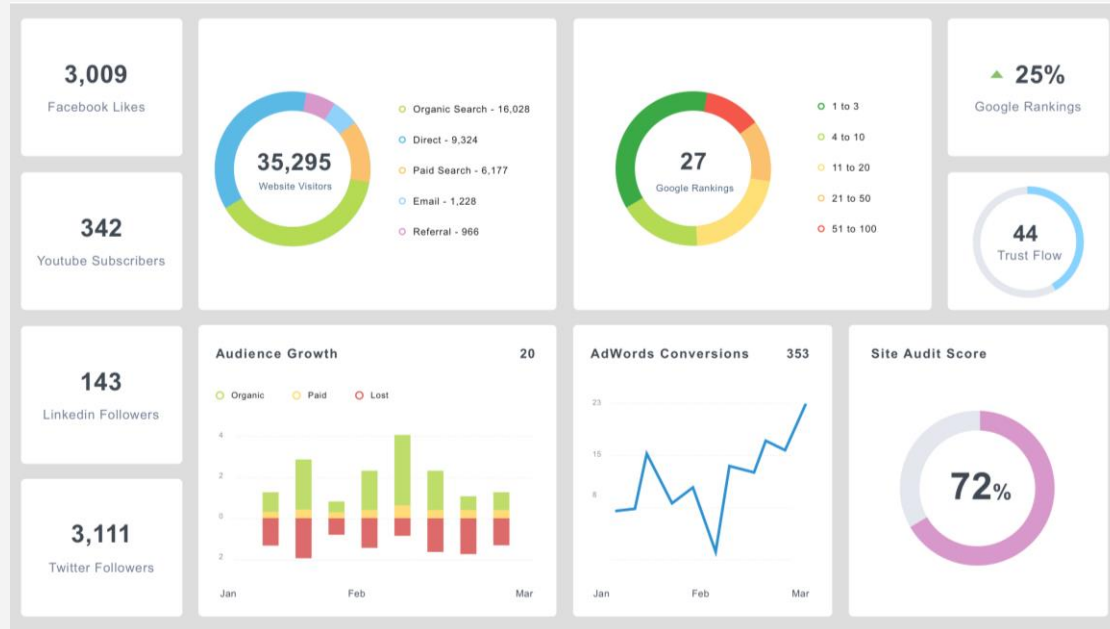 3,009
Facebook Likes
342
Youtube Subscribers
143
Linkedin Followers
3,111
Twitter Followers
35,295
Website Visitors
Organic Search - 16,028
Direct - 9,324
Paid Search - 6,177
Email - 1,228
Referral - 966
27
Google Rankings
1 to 3
4 to 10
11 to 20
21 to 50
51 to 100
25%
Google Rankings
44
Trust Flow
Audience Growth 20
Organic Paid Lost
4
2
0
2
Jan Feb Mar
AdWords Conversions 353
23
15
8
Jan Feb Mar
Site Audit Score
72%